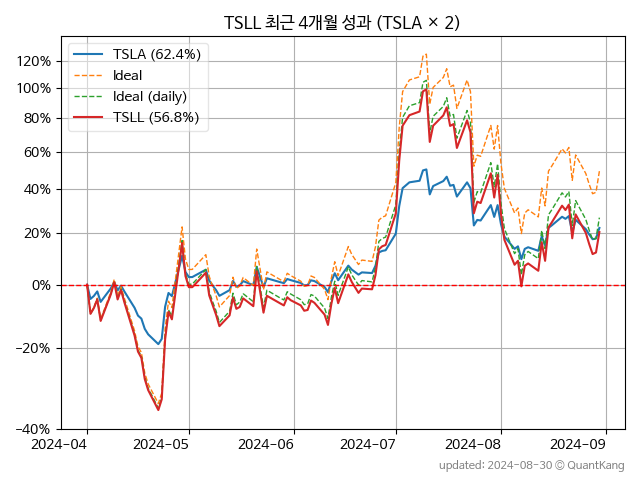 TSLL 최근 4개월 성과 (TSLA × 2)
TSLA (62.4%)
Ideal
Ideal (daily)
TSLL (56.8%)
120%
100%
80%
60%
40%
20%
0%
−20%
−40%
2024-04 2024-05 2024-06 2024-07 2024-08 2024-09
updated: 2024-08-30 © QuantKang